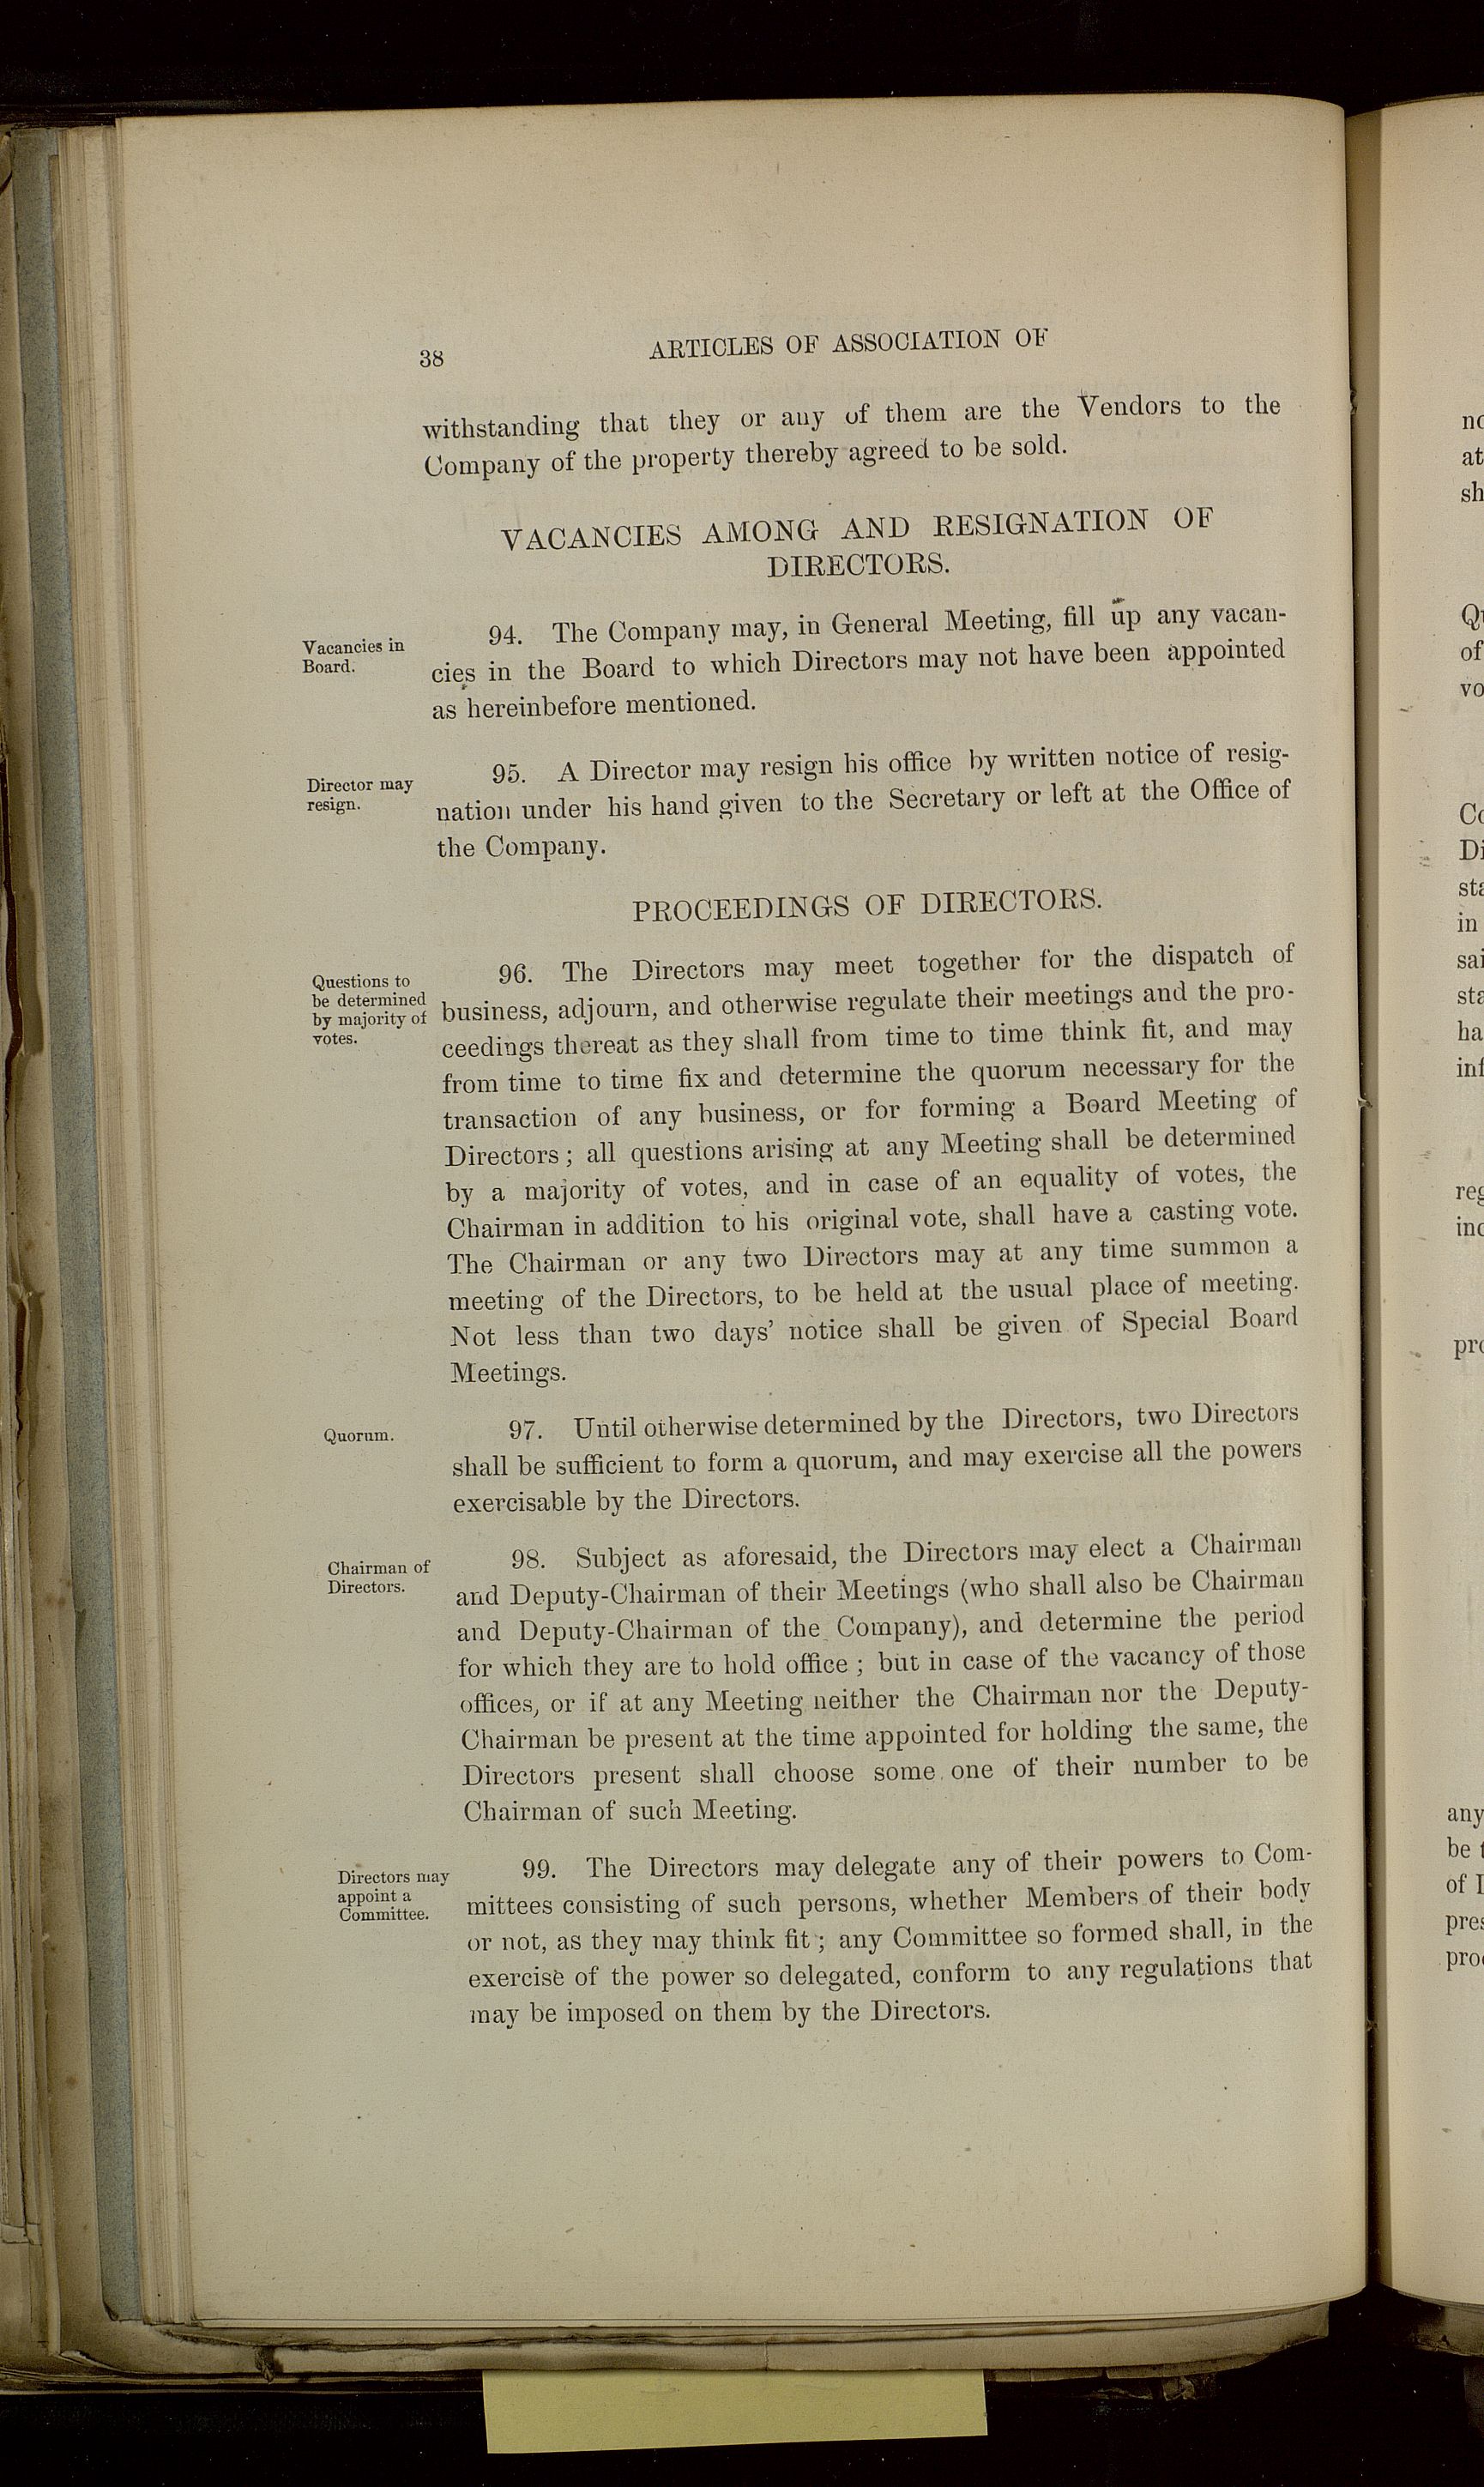 38
ARTICLES OF ASSOCIATION OF
withstanding that they or any of them are the Vendors to the
Company of the property thereby agreed to be sold.
VACANCIES AMONG AND RESIGNATION OF
DIRECTORS.
Vacancies in
Board.
94. The Company may, in General Meeting, fill up any vacan-
cies in the Board to which Directors may not have been appointed
as hereinbefore mentioned.
Director may
resign.
95. A Director may resign his office by written notice of resig-
nation under his hand given to the Secretary or left at the Office of
the Company.
PROCEEDINGS OF DIRECTORS.
Questions to
be determined
by majority of
votes.
96. The Directors may meet together for the dispatch of
business, adjourn, and otherwise regulate their meetings and the pro-
ceedings thereat as they shall from time to time think fit, and may
from time to time fix and determine the quorum necessary for the
transaction of any business, or for forming a Board Meeting of
Directors; all questions arising at any Meeting shall be determined
by a majority of votes, and in case of an equality of votes, the
Chairman in addition to his original vote, shall have a casting vote.
The Chairman or any two Directors may at any time summon a
meeting of the Directors, to be held at the usual place of meeting.
Not less than two days' notice shall be given of Special Board
Meetings.
Quorum.
97. Until otherwise determined by the Directors, two Directors
shall be sufficient to form a quorum, and may exercise all the powers
exercisable by the Directors.
Chairman of
Directors.
98. Subject as aforesaid, the Directors may elect a Chairman
and Deputy-Chairman of their Meetings (who shall also be Chairman
and Deputy-Chairman of the Company), and determine the period
for which they are to hold office; but in case of the vacancy of those
offices, or if at any Meeting neither the Chairman nor the Deputy-
Chairman be present at the time appointed for holding the same, the
Directors present shall choose some one of their number to be
Chairman of such Meeting.
Directors may
appoint a
Committee.
99. The Directors may delegate any of their powers to Com-
mittees consisting of such persons, whether Members of their body
or not, as they may think fit; any Committee so formed shall, in the
exercise of the power so delegated, conform to any regulations that
may be imposed on them by the Directors.